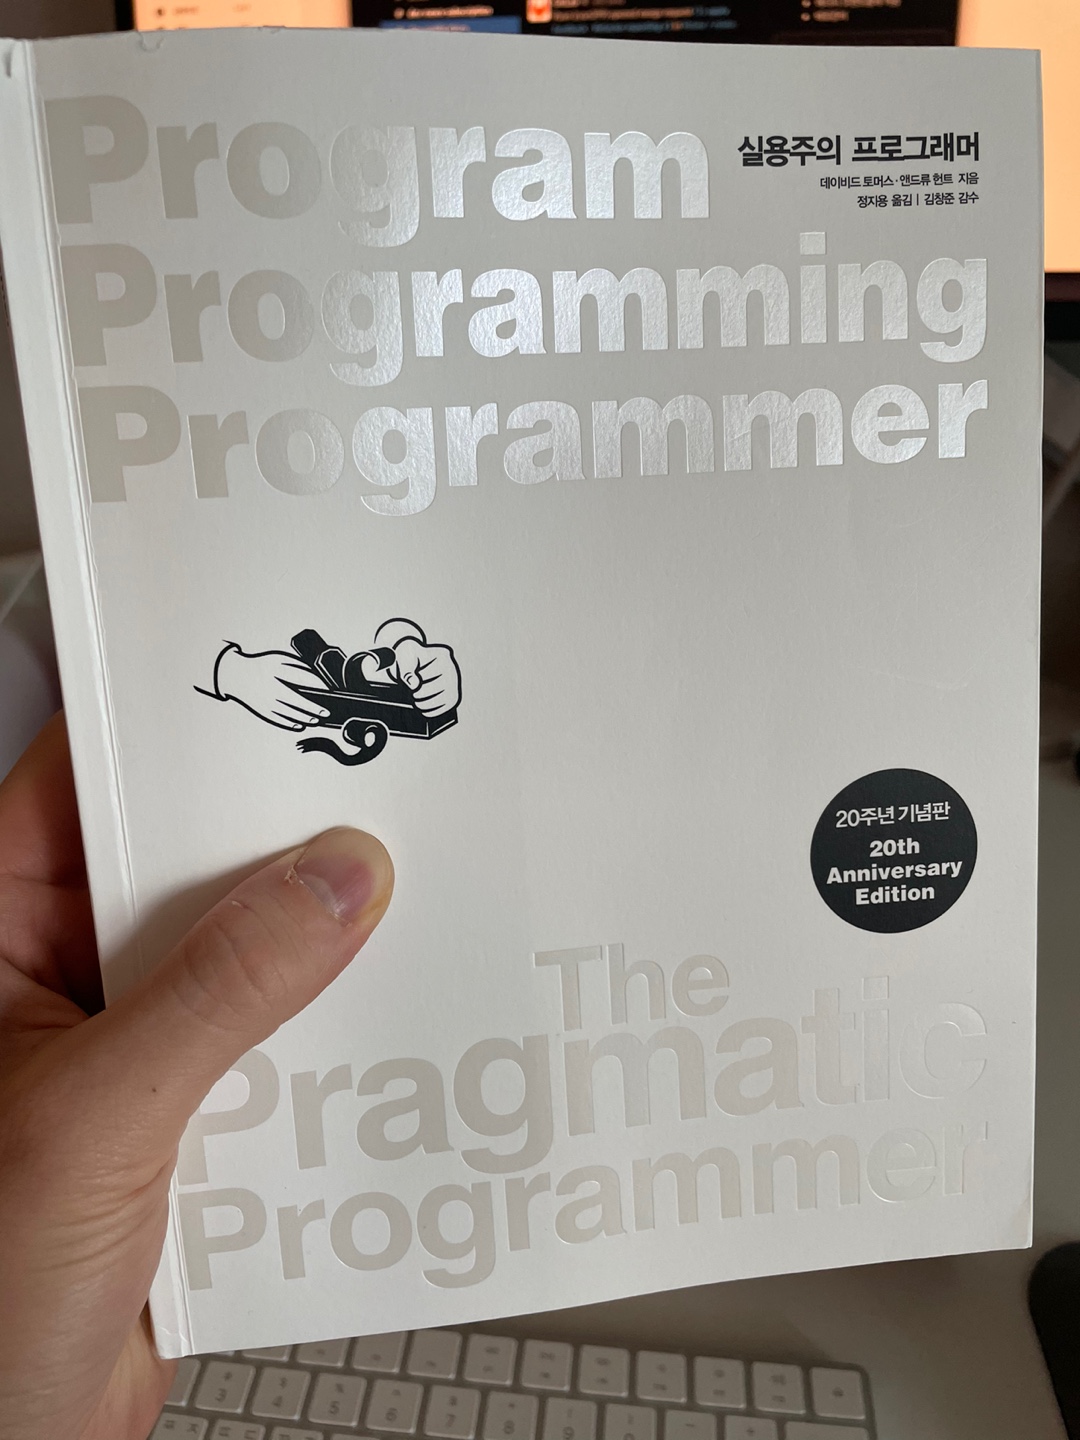 Program
실용주의 프로그래머
데이비드 토머스·앤드류 헌트 지음
정지용 옮김 | 김창준 감수
Programming
Programmer
20주년 기념판
20th
Anniversary
Edition
The
Pragmatic
Programmer